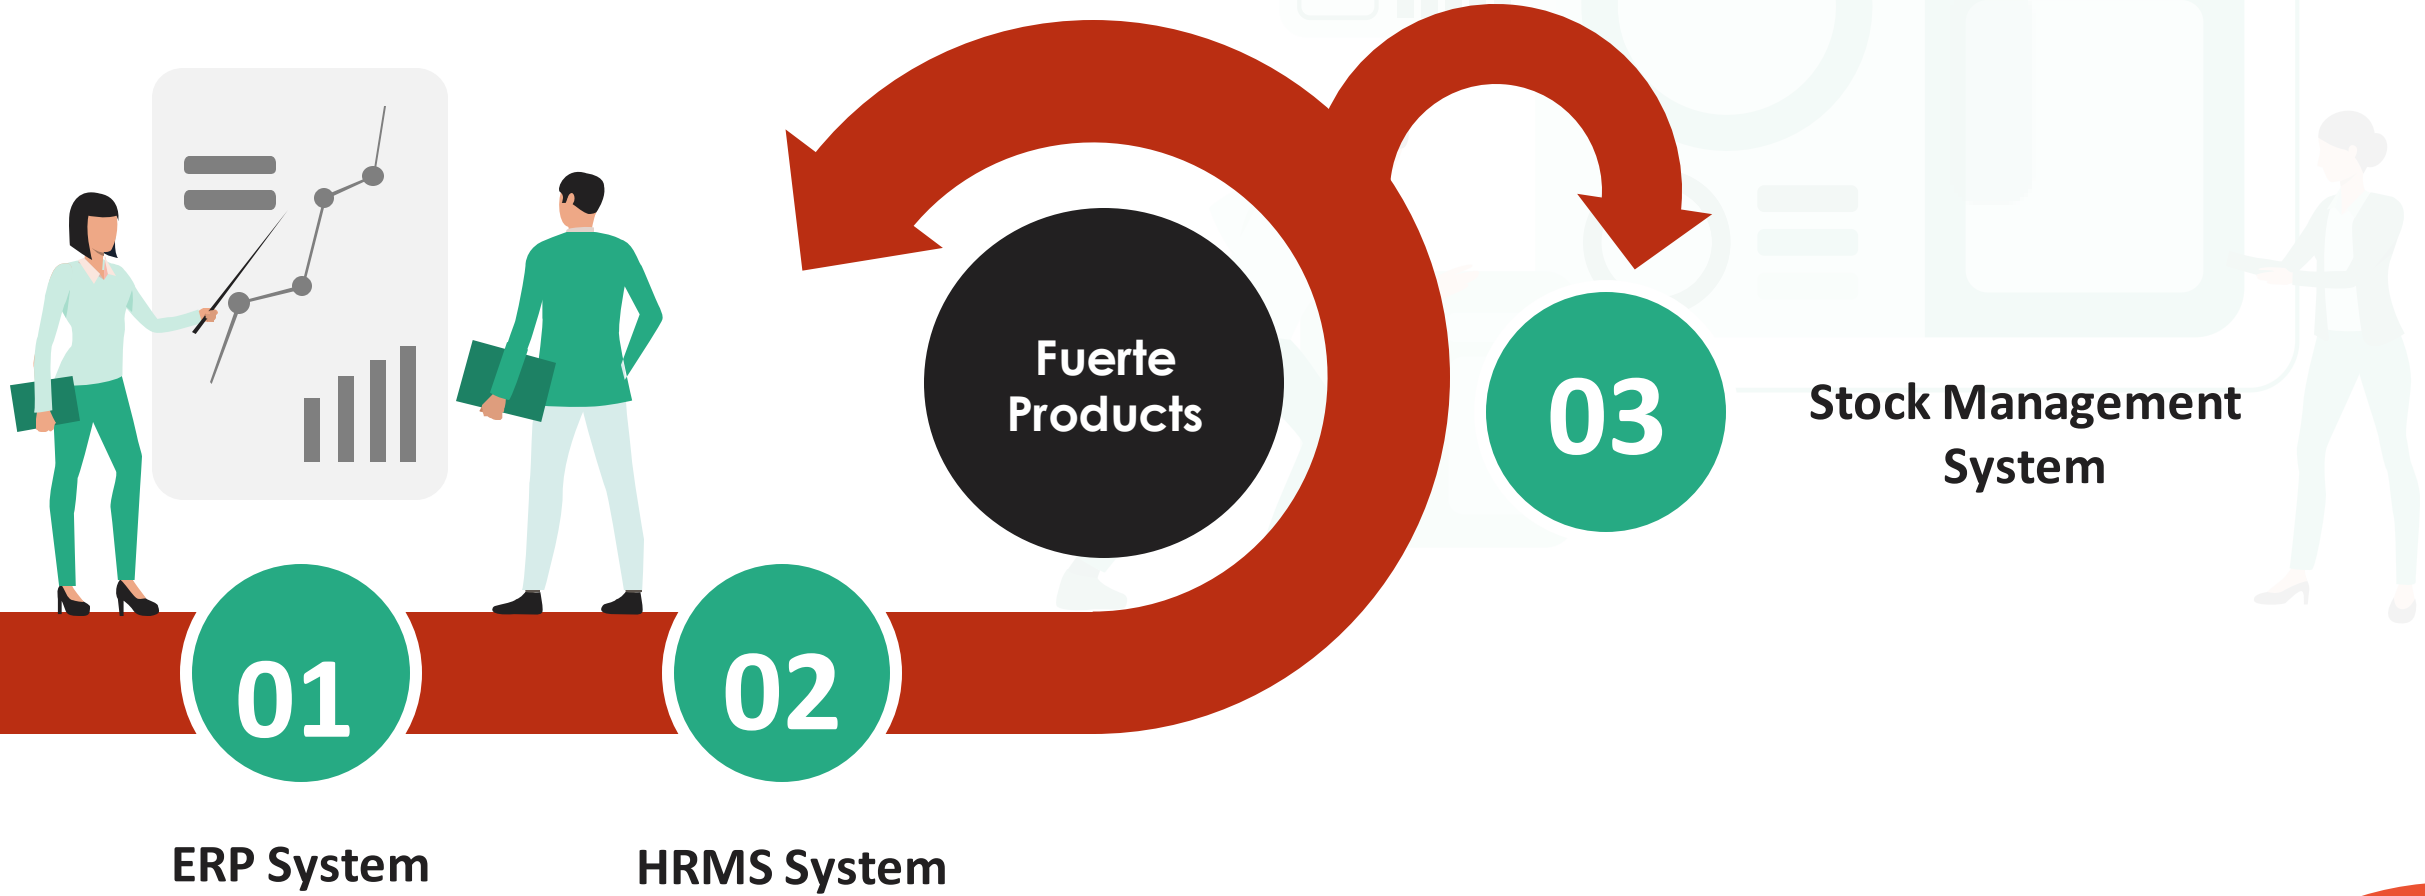 Fuerte
Products
01
ERP System
02
HRMS System
03
Stock Management
System